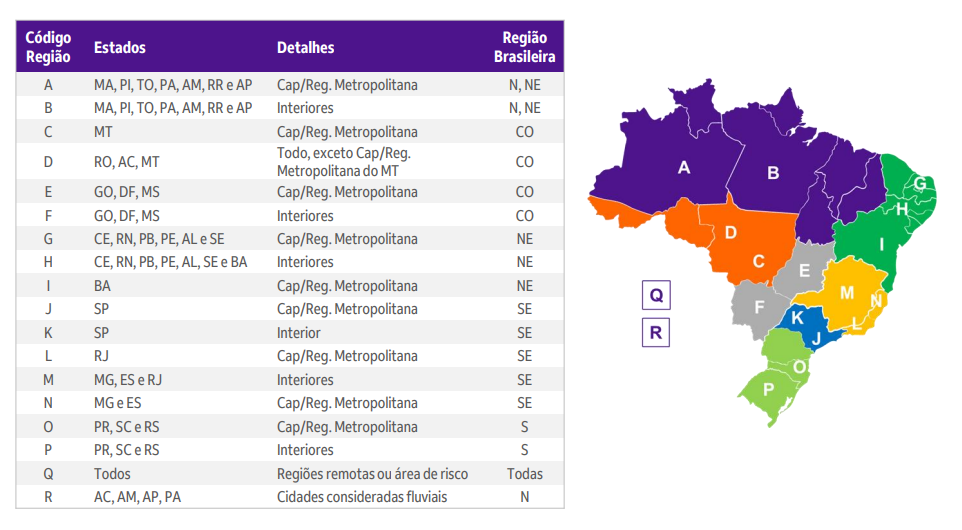 Código Região Estados Detalhes Região Brasileira
A MA, PI, TO, PA, AM, RR e AP Cap/Reg. Metropolitana N, NE
B MA, PI, TO, PA, AM, RR e AP Interiores N, NE
C MT Cap/Reg. Metropolitana CO
D RO, AC, MT Todo, exceto Cap/Reg. Metropolitana do MT CO
E GO, DF, MS Cap/Reg. Metropolitana CO
F GO, DF, MS Interiores CO
G CE, RN, PB, PE, AL e SE Cap/Reg. Metropolitana NE
H CE, RN, PB, PE, AL, SE e BA Interiores NE
I BA Cap/Reg. Metropolitana NE
J SP Cap/Reg. Metropolitana SE
K SP Interior SE
L RJ Cap/Reg. Metropolitana SE
M MG, ES e RJ Interiores SE
N MG e ES Cap/Reg. Metropolitana SE
O PR, SC e RS Cap/Reg. Metropolitana S
P PR, SC e RS Interiores S
Q Todos Regiões remotas ou área de risco Todas
R AC, AM, AP, PA Cidades consideradas fluviais N
A
B
G
H
D
I
C
E
M
N
Q
F
K
L
R
J
O
P